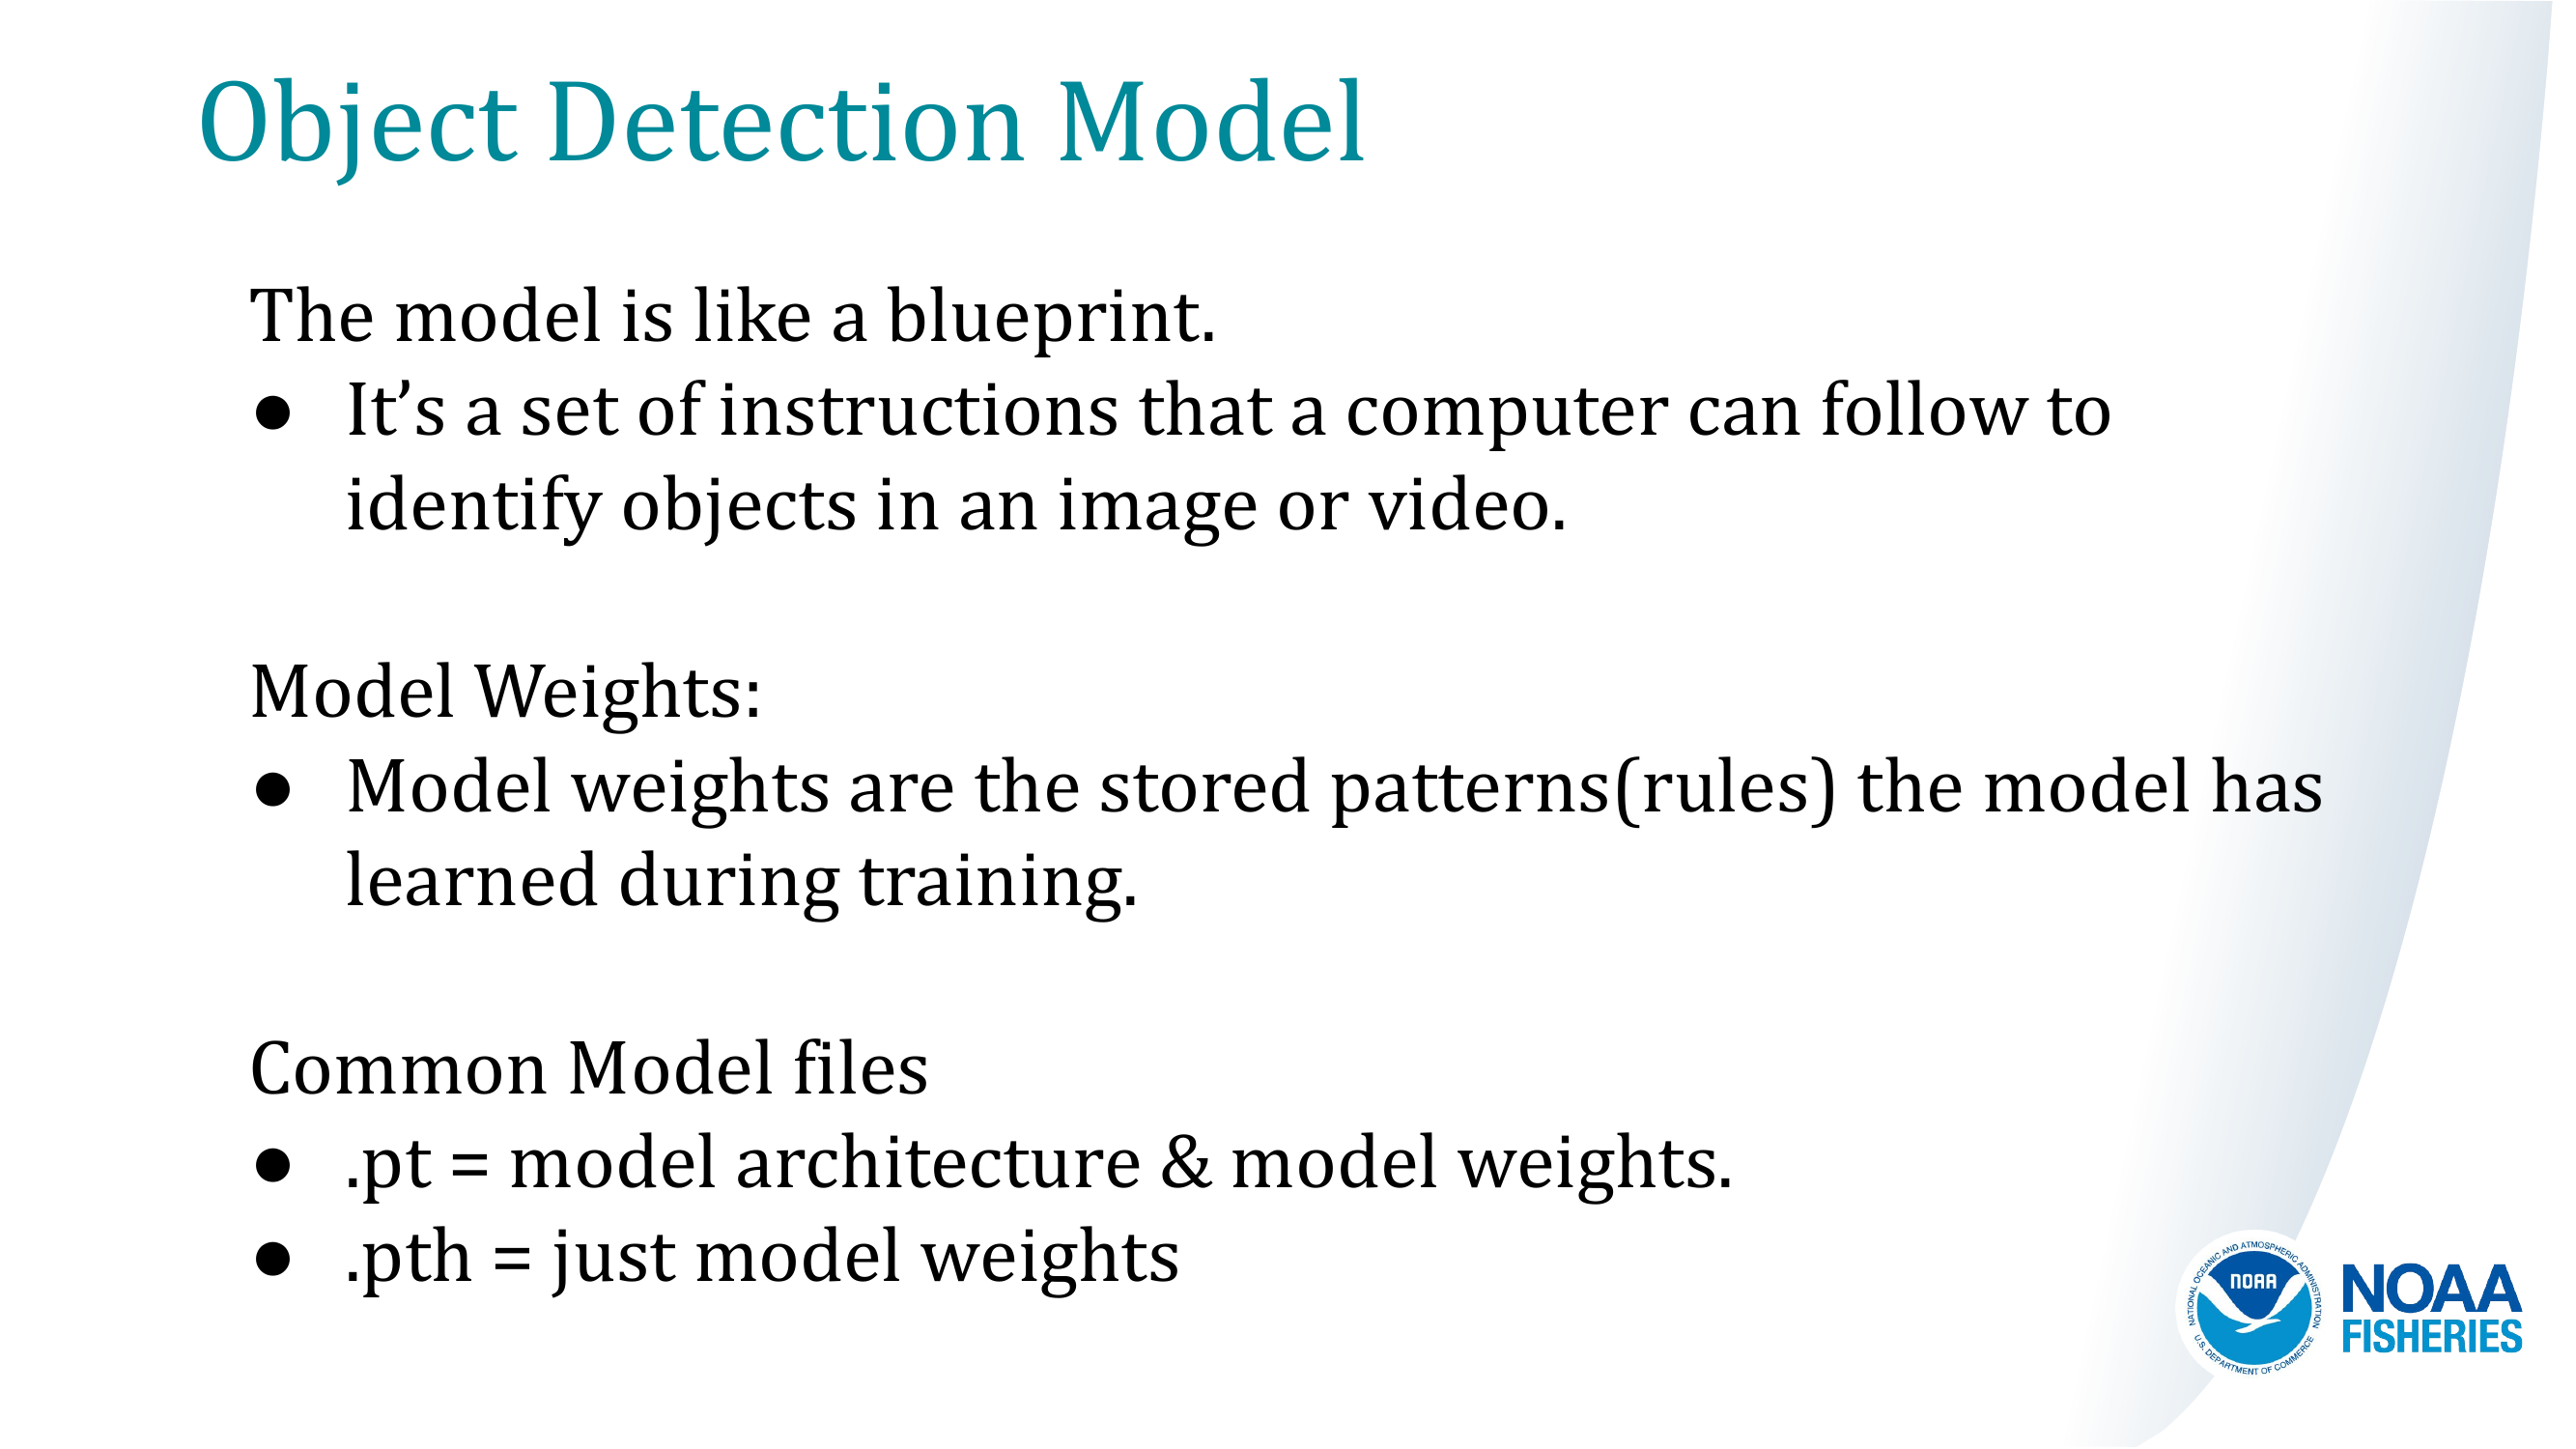 Object Detection Model
The model is like a blueprint.
● It’s a set of instructions that a computer can follow to
identify objects in an image or video.
Model Weights:
● Model weights are the stored patterns(rules) the model has
learned during training.
Common Model files
● .pt = model architecture & model weights.
● .pth = just model weights
NATIONAL OCEANIC AND ATMOSPHERIC ADMINISTRATION
NOAA
U.S. DEPARTMENT OF COMMERCE
NOAA
FISHERIES